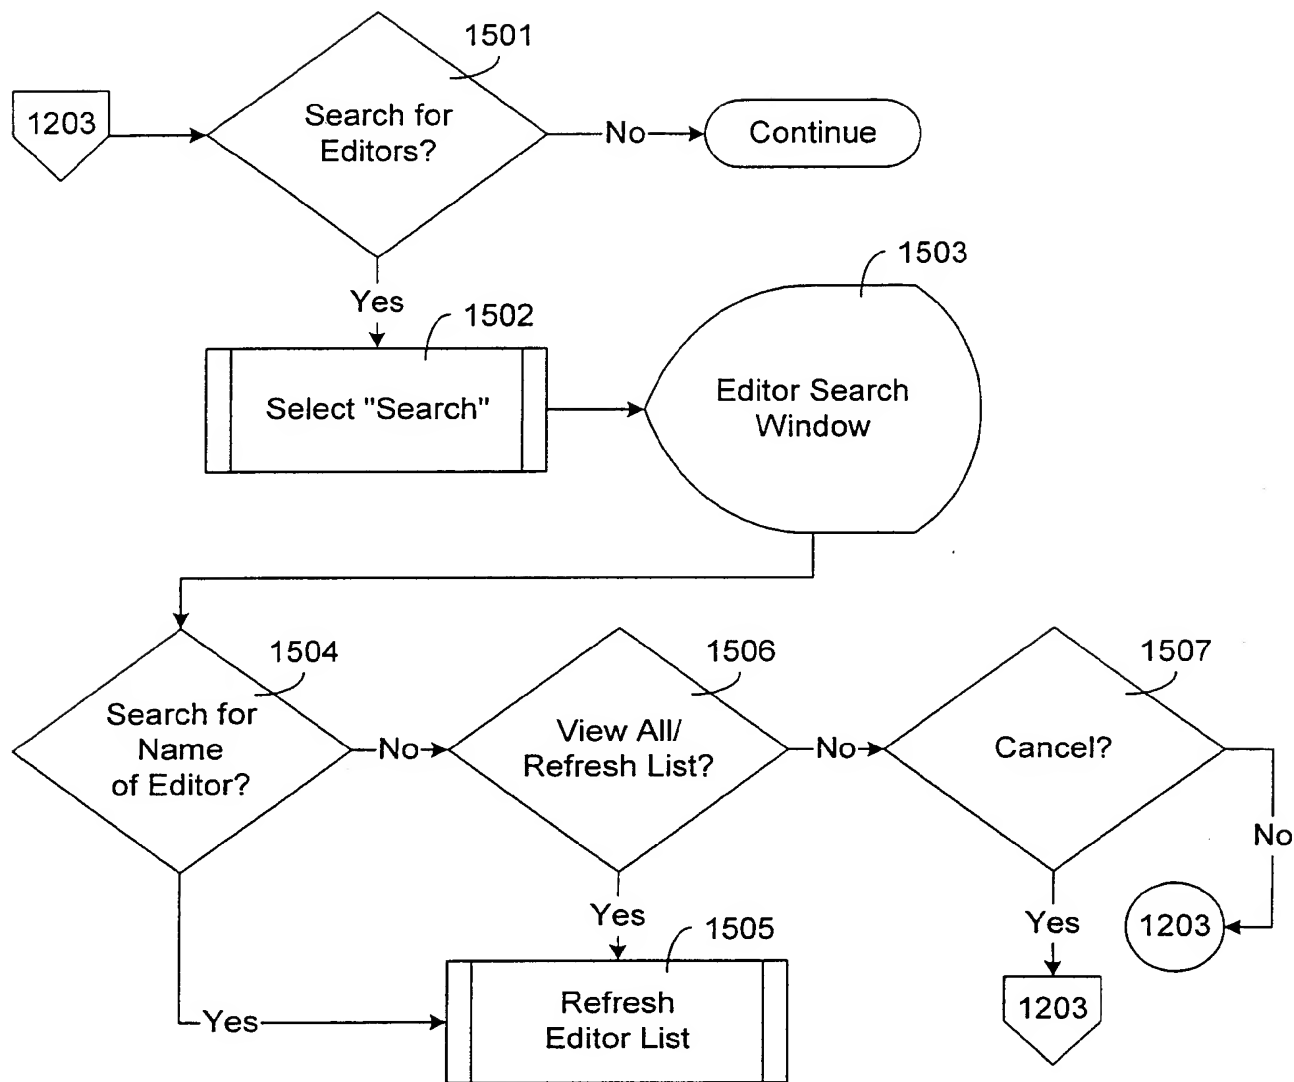 1501
1203
Search for
Editors?
No
Continue
Yes
1502
1503
Select "Search"
Editor Search
Window
1504
1506
1507
Search for
Name
of Editor?
No
View All/
Refresh List?
No
Cancel?
No
Yes
Yes
1203
1505
Yes
Refresh
Editor List
1203